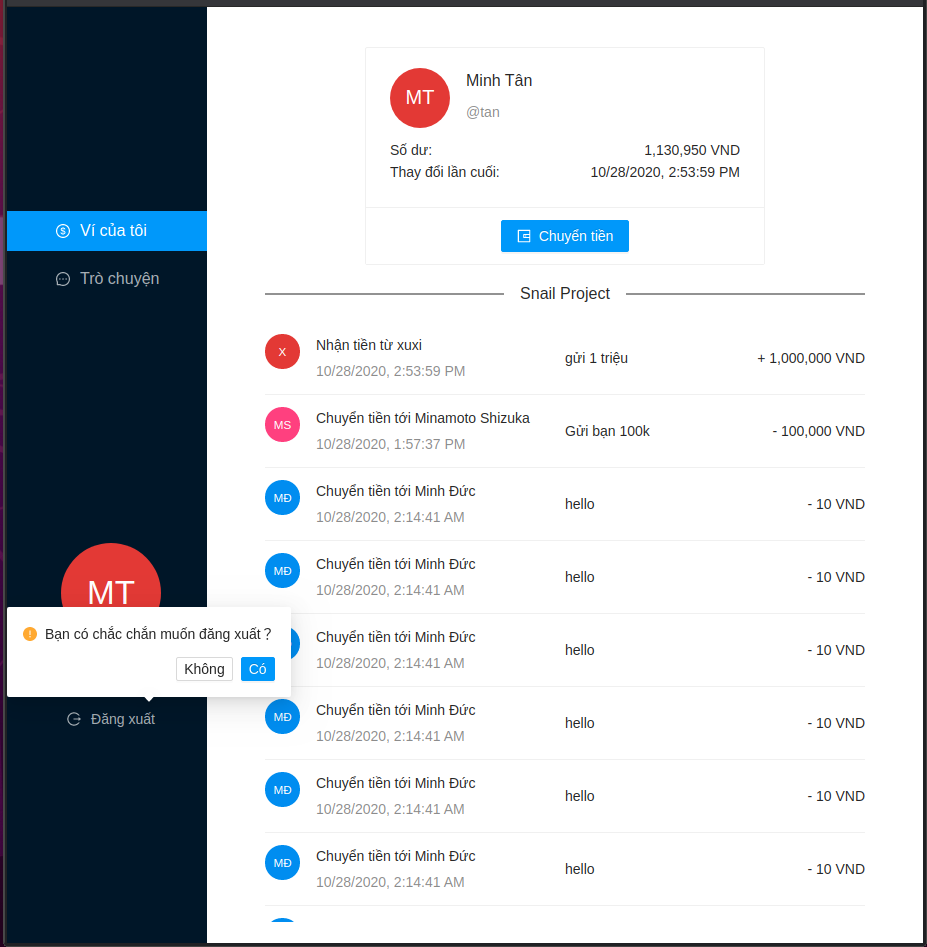 Ví của tôi
Trò chuyện
MT
Bạn có chắc chắn muốn đăng xuất ?
Không
Có
Đăng xuất
MT
Minh Tân
@tan
Số dư: 1,130,950 VND
Thay đổi lần cuối: 10/28/2020, 2:53:59 PM
Chuyển tiền
Snail Project
X
Nhận tiền từ xuxi
10/28/2020, 2:53:59 PM
gửi 1 triệu
+ 1,000,000 VND
MS
Chuyển tiền tới Minamoto Shizuka
10/28/2020, 1:57:37 PM
Gửi bạn 100k
- 100,000 VND
MĐ
Chuyển tiền tới Minh Đức
10/28/2020, 2:14:41 AM
hello
- 10 VND
MĐ
Chuyển tiền tới Minh Đức
10/28/2020, 2:14:41 AM
hello
- 10 VND
Chuyển tiền tới Minh Đức
10/28/2020, 2:14:41 AM
hello
- 10 VND
MĐ
Chuyển tiền tới Minh Đức
10/28/2020, 2:14:41 AM
hello
- 10 VND
MĐ
Chuyển tiền tới Minh Đức
10/28/2020, 2:14:41 AM
hello
- 10 VND
MĐ
Chuyển tiền tới Minh Đức
10/28/2020, 2:14:41 AM
hello
- 10 VND